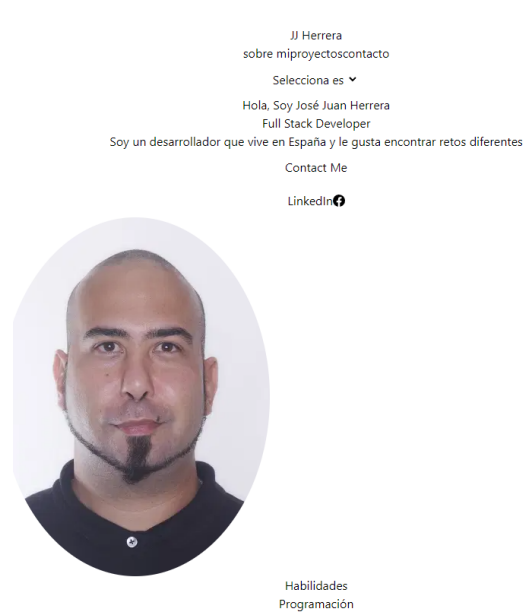 JJ Herrera
sobre miproyectoscontacto
Selecciona es
Hola, Soy José Juan Herrera
Full Stack Developer
Soy un desarrollador que vive en España y le gusta encontrar retos diferentes
Contact Me
LinkedIn
Habilidades
Programación